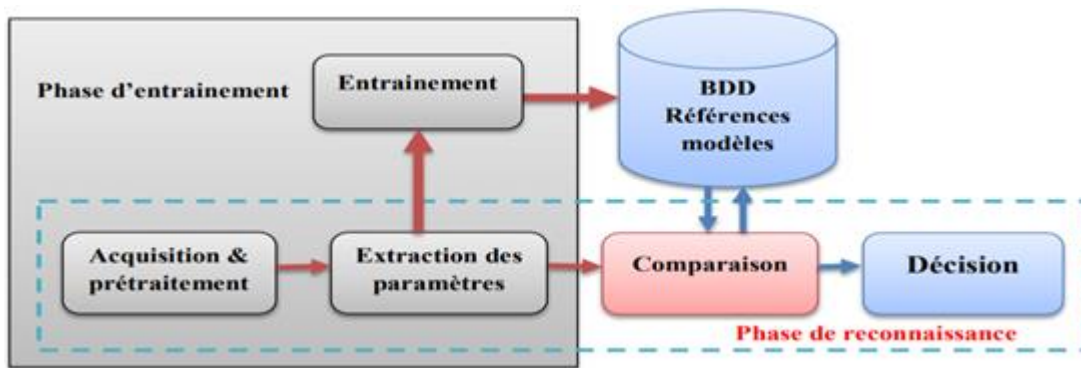 Phase d'entrainement
Entrainement
BDD
Références
modèles
Acquisition &
prétraitement
Extraction des
paramètres
Comparaison
Décision
Phase de reconnaissance